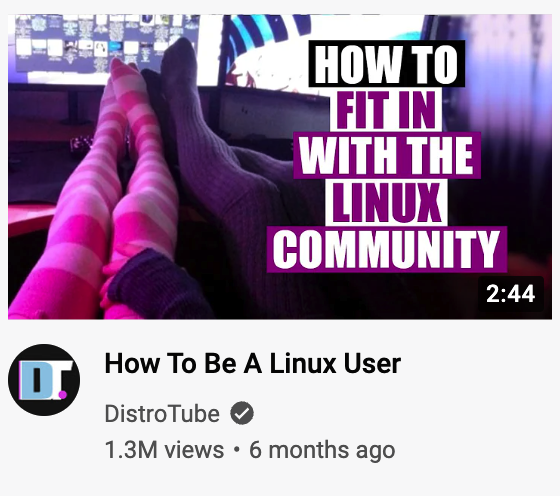 HOW TO
FIT IN
WITH THE
LINUX
COMMUNITY
2:44
DT.
How To Be A Linux User
DistroTube
1.3M views • 6 months ago